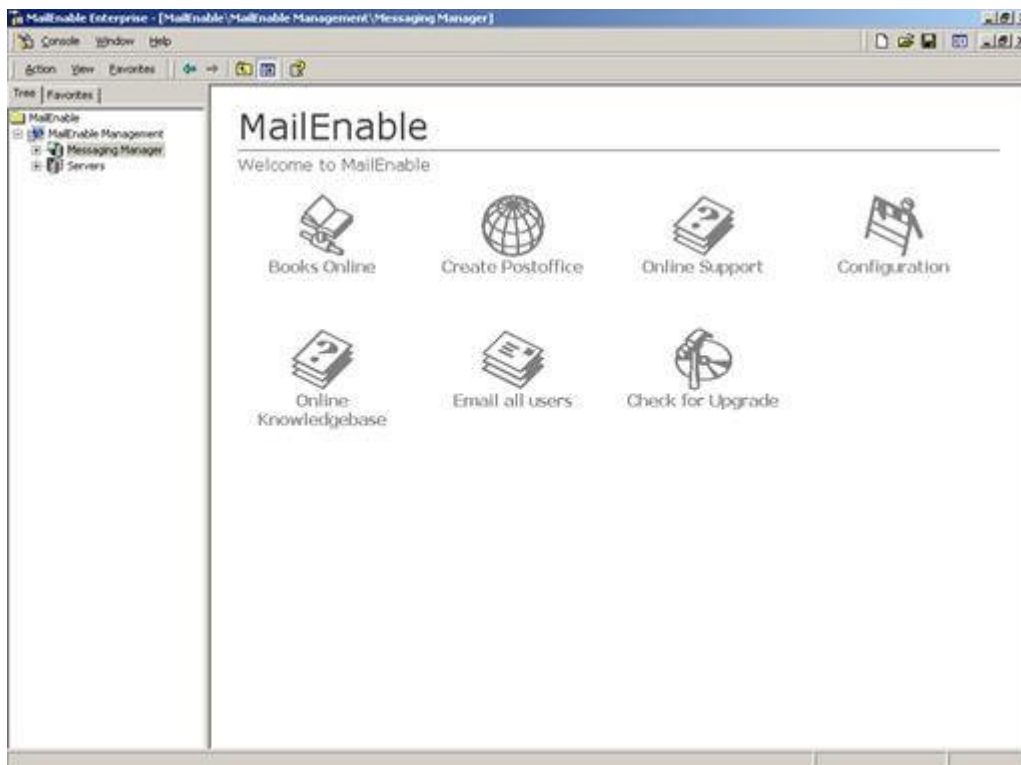 MailEnable Enterprise - [MailEnable\MailEnable Management\Messaging Manager]
Console Window Help
Action View Favorites
Tree Favorites
MailEnable
MailEnable Management
Messaging Manager
Servers
MailEnable
Welcome to MailEnable
Books Online Create Postoffice Online Support Configuration
Online Knowledgebase
Email all users Check for Upgrade